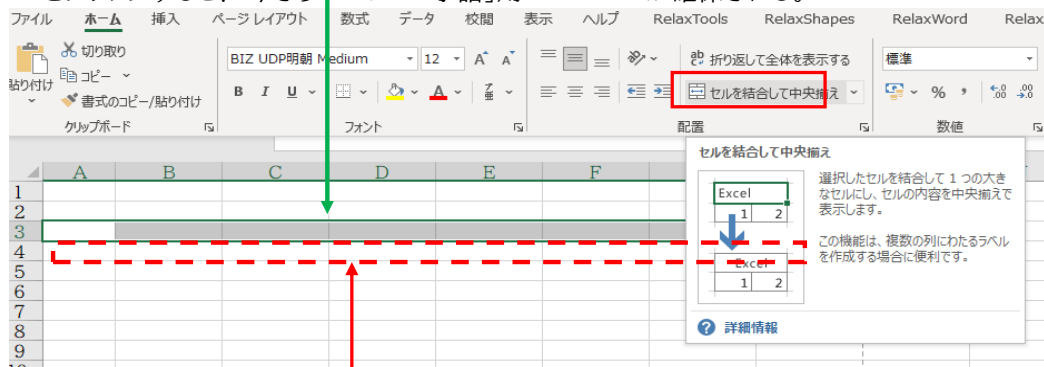 ファイル ホーム 挿入 ページ レイアウト 数式 データ 校閲 表示 ヘルプ RelaxTools RelaxShapes RelaxWord Relax
切り取り
コピー
書式のコピー/貼り付け
貼り付け
クリップボード
BIZ UDP明朝 Medium 12
B I U
フォント
折り返して全体を表示する
セルを結合して中央揃え
配置
標準
% ,
数値
A B C D E F
1
2
3
4
5
6
7
8
9
セルを結合して中央揃え
Excel
1 2
Excel
1 2
選択したセルを結合して 1 つの大き
なセルにし、セルの内容を中央揃えで
表示します。
この機能は、複数の列にわたるラベル
を作成する場合に便利です。
詳細情報